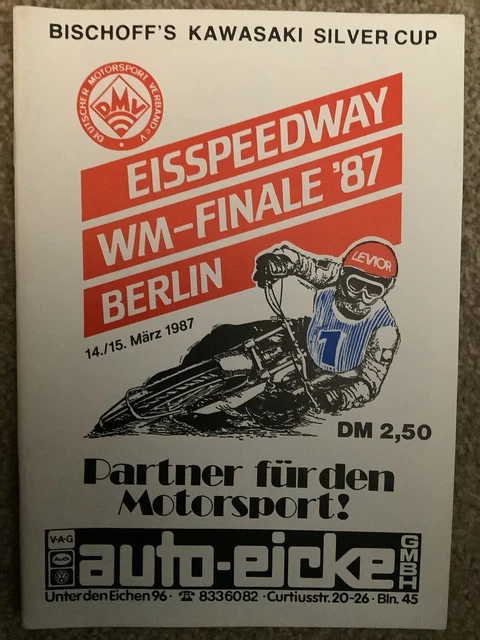 BISCHOFF'S KAWASAKI SILVER CUP
DEUTSCHER MOTORSPORT VERBAND e.V.
DMV
EISSPEEDWAY
WM-FINALE '87
BERLIN
14./15. März 1987
LEVIOR
1
DM 2,50
Partner für den
Motorsport!
V·A·G
Audi
auto-eicke
GMBH
Unter den Eichen 96 · ☎ 8336082 · Curtiusstr. 20-26 · Bln. 45